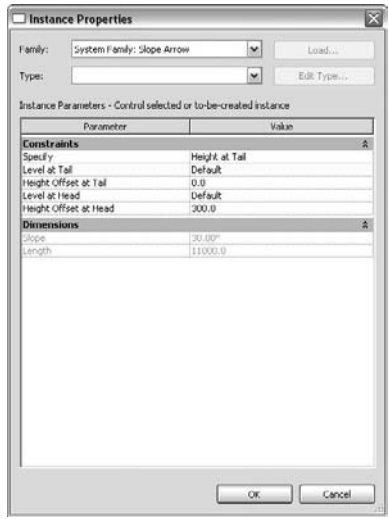 Instance Properties
Family: System Family: Slope Arrow Load...
Type: Edit Type...
Instance Parameters - Control selected or to-be-created instance
Parameter Value
Constraints
Specify Height at Tail
Level at Tail Default
Height Offset at Tail 0.0
Level at Head Default
Height Offset at Head 300.0
Dimensions
Slope 30.00°
Length 11000.0
OK Cancel